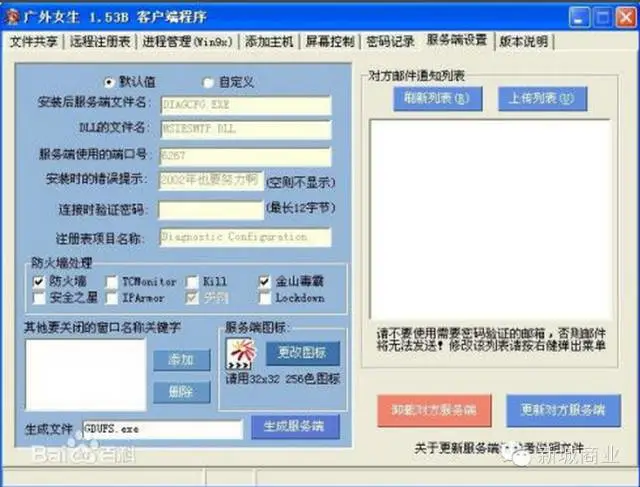 广外女生 1.53B 客户端程序
文件共享 远程注册表 进程管理(Win9x) 添加主机 屏幕控制 密码记录 服务端设置 版本说明
默认值 自定义
安装后服务端文件名: DIAGCFG.EXE
DLL的文件名: MSIESMTP.DLL
服务端使用的端口号: 6267
安装时的错误提示: 2002年也要努力啊 (空则不显示)
连接时验证密码: (最长12字节)
注册表项目名称: Diagnostic Configuration
防火墙处理
防火墙 TCMonitor Kill 金山毒霸
安全之星 IPArmor 天网 Lockdown
其他要关闭的窗口名称关键字
添加
删除
服务端图标:
更改图标
请用32x32 256色图标
生成文件 GDUFS.exe 生成服务端
对方邮件通知列表
刷新列表(R) 上传列表(U)
请不要使用需要密码验证的邮箱,否则邮件
将无法发送!修改该列表请按右健弹出菜单
卸载对方服务端 更新对方服务端
关于更新服务端 考说明文件
Bai 百科
新城商业